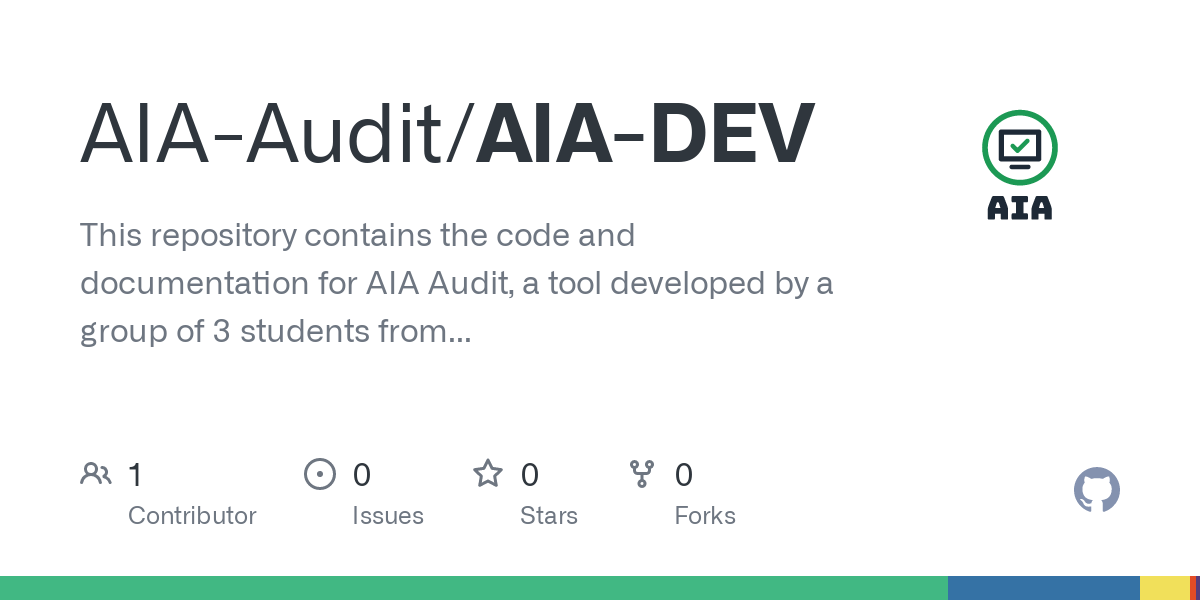 AIA-Audit/AIA-DEV
AIA
This repository contains the code and
documentation for AIA Audit, a tool developed by a
group of 3 students from...
1
Contributor
0
Issues
0
Stars
0
Forks